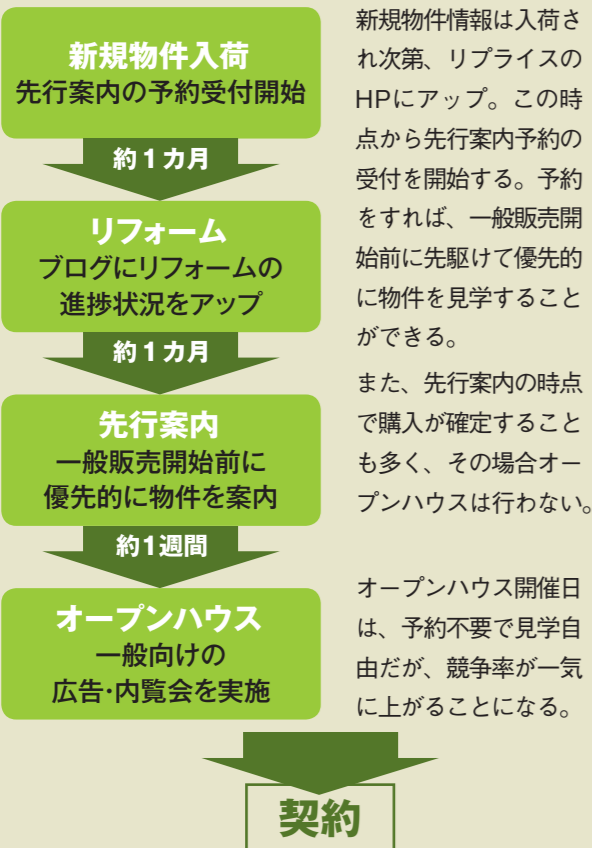 新規物件入荷
先行案内の予約受付開始
約1カ月
リフォーム
ブログにリフォームの
進捗状況をアップ
約1カ月
先行案内
一般販売開始前に
優先的に物件を案内
約1週間
オープンハウス
一般向けの
広告・内覧会を実施
契約
新規物件情報は入荷さ
れ次第、リプライスの
HPにアップ。この時
点から先行案内予約の
受付を開始する。予約
をすれば、一般販売開
始前に先駆けて優先的
に物件を見学すること
ができる。
また、先行案内の時点
で購入が確定すること
も多く、その場合オー
プンハウスは行わない。
オープンハウス開催日
は、予約不要で見学自
由だが、競争率が一気
に上がることになる。